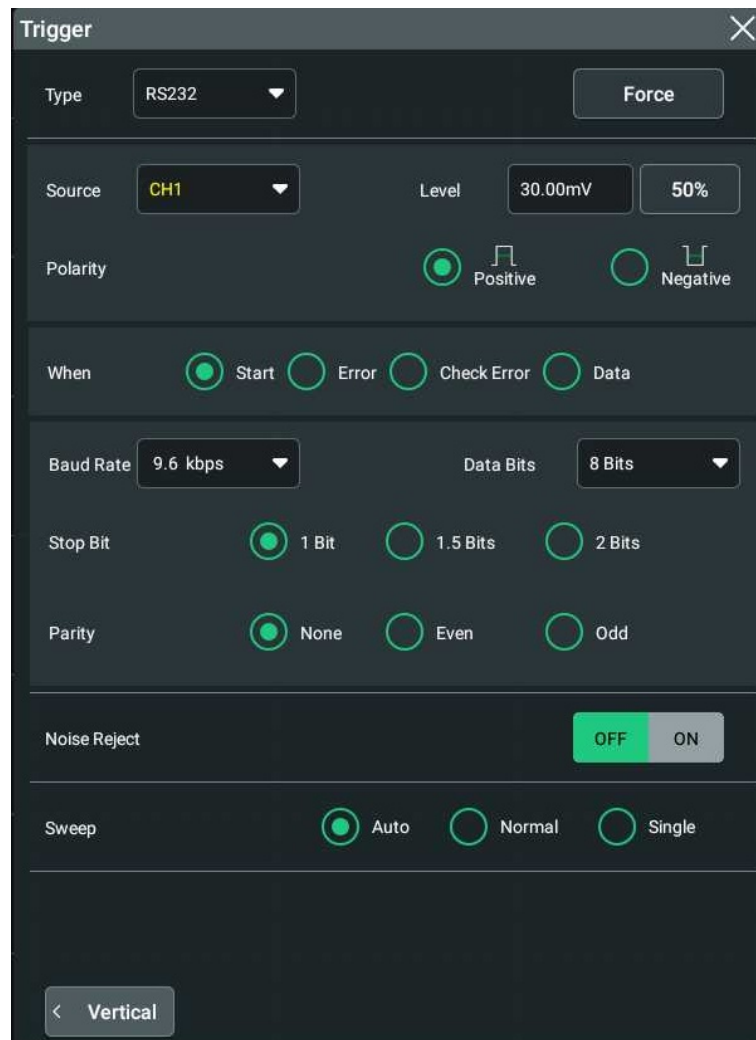 Trigger
Type RS232 Force
Source CH1 Level 30.00mV 50%
Polarity Positive Negative
When Start Error Check Error Data
Baud Rate 9.6 kbps Data Bits 8 Bits
Stop Bit 1 Bit 1.5 Bits 2 Bits
Parity None Even Odd
Noise Reject OFF ON
Sweep Auto Normal Single
< Vertical